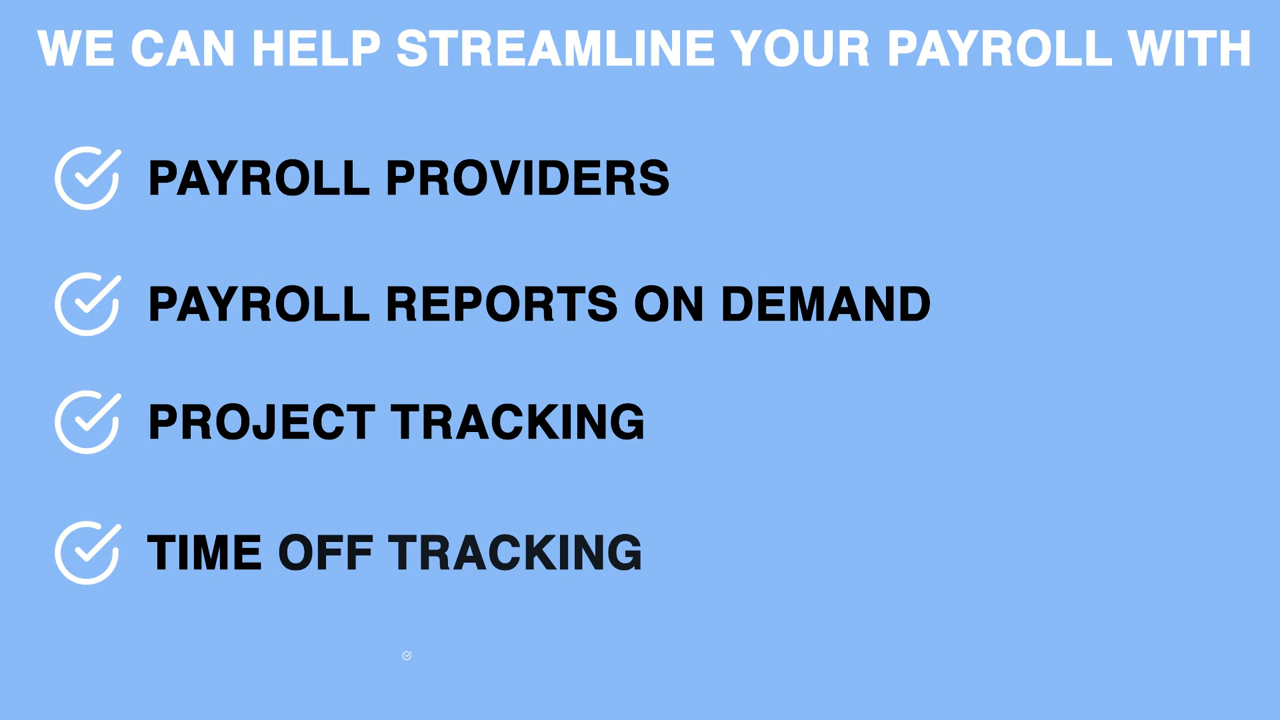 WE CAN HELP STREAMLINE YOUR PAYROLL WITH
PAYROLL PROVIDERS
PAYROLL REPORTS ON DEMAND
PROJECT TRACKING
TIME OFF TRACKING